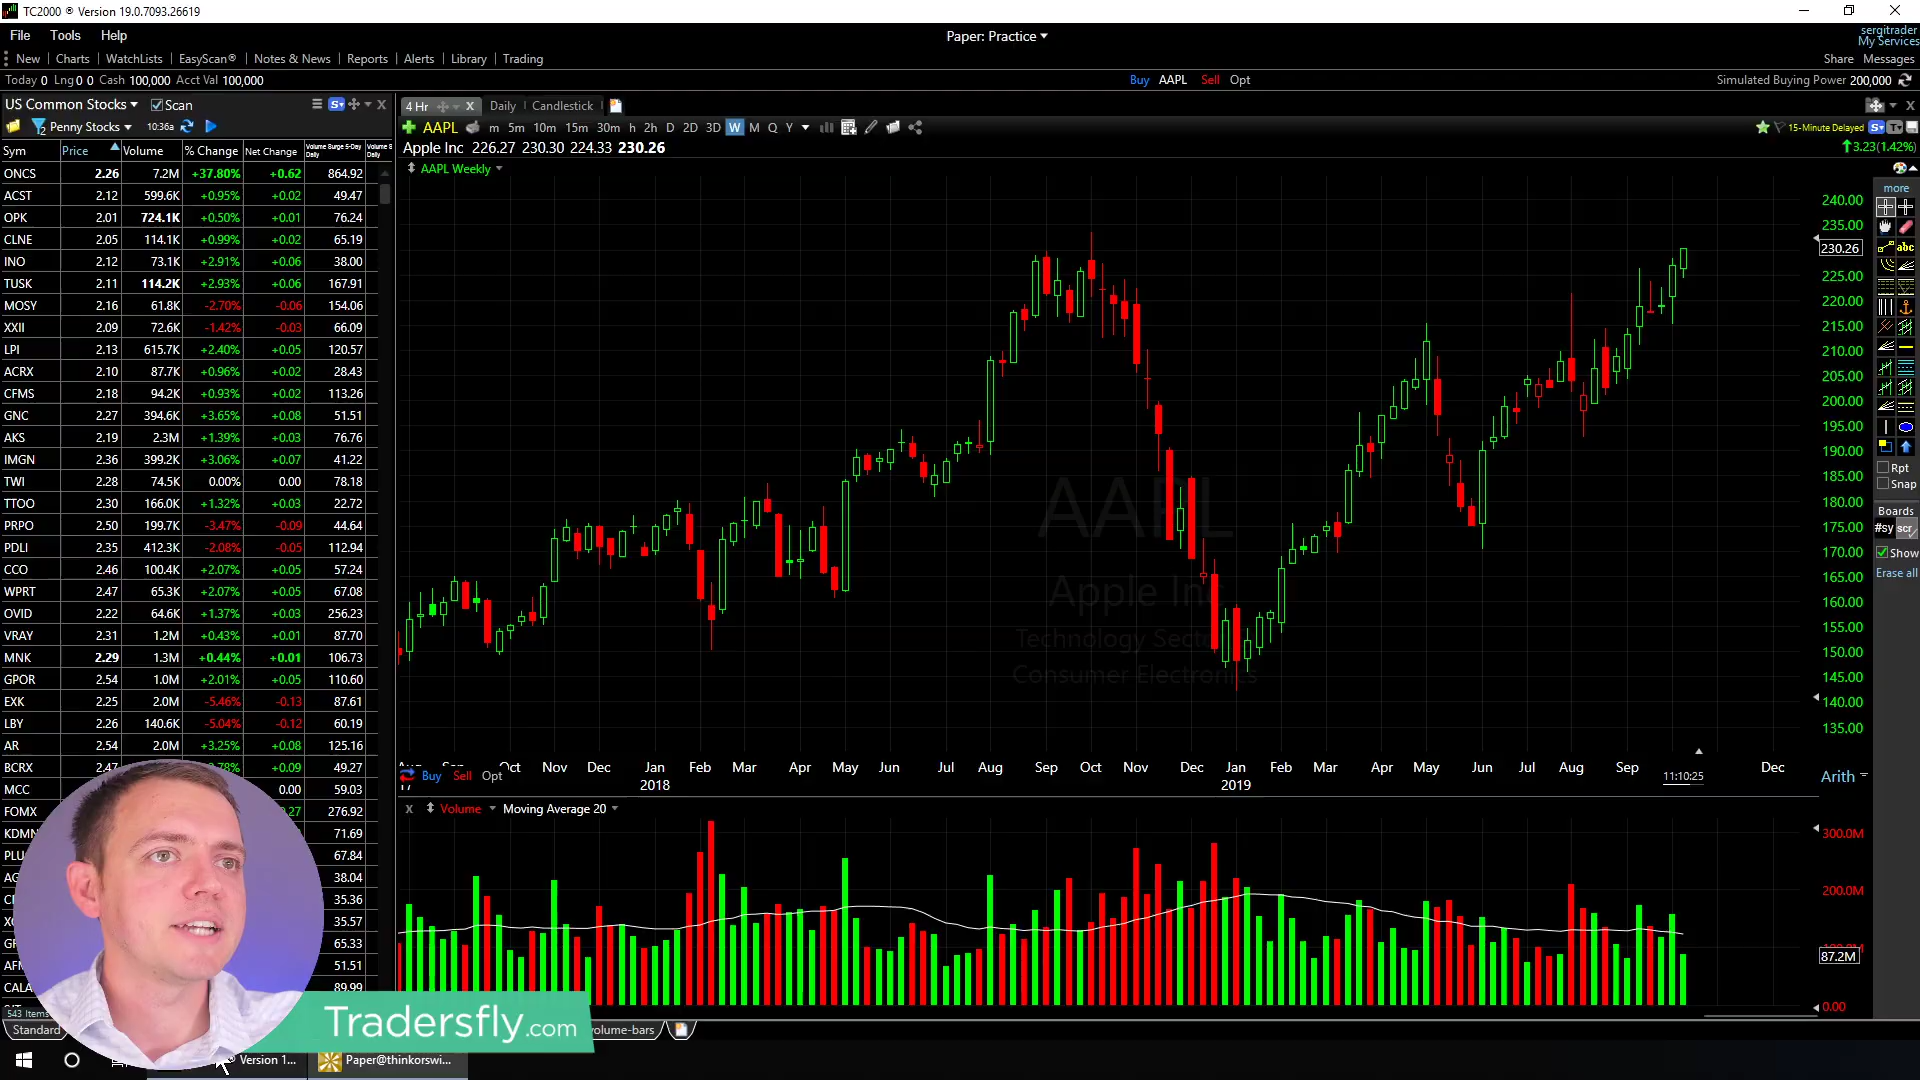 TC2000 ® Version 19.0.7093.26619
File Tools Help
Paper: Practice
sergitrader
My Services
New Charts WatchLists EasyScan® Notes & News Reports Alerts Library Trading
Share Messages
Today 0 Lng 0 0 Cash 100,000 Acct Val 100,000
Buy AAPL Sell Opt
Simulated Buying Power 200,000
US Common Stocks Scan
4 Hr Daily Candlestick
Penny Stocks 10:36a
AAPL m 5m 10m 15m 30m h 2h D 2D 3D W M Q Y
15-Minute Delayed
Sym Price Volume % Change Net Change Volume Surge 5-Day Daily
Apple Inc 226.27 230.30 224.33 230.26
3.23(1.42%)
AAPL Weekly
ONCS 2.26 7.2M +37.80% +0.62 864.92
ACST 2.12 599.6K +0.95% +0.02 49.47
OPK 2.01 724.1K +0.50% +0.01 76.24
CLNE 2.05 114.1K +0.99% +0.02 65.19
INO 2.12 73.1K +2.91% +0.06 38.00
TUSK 2.11 114.2K +2.93% +0.06 167.91
MOSY 2.16 61.8K -2.70% -0.06 154.06
XXII 2.09 72.6K -1.42% -0.03 66.09
LPI 2.13 615.7K +2.40% +0.05 120.57
ACRX 2.10 87.7K +0.96% +0.02 28.43
CFMS 2.18 94.2K +0.93% +0.02 113.26
GNC 2.27 394.6K +3.65% +0.08 51.51
AKS 2.19 2.3M +1.39% +0.03 76.76
IMGN 2.36 399.2K +3.06% +0.07 41.22
TWI 2.28 74.5K 0.00% 0.00 78.18
TTOO 2.30 166.0K +1.32% +0.03 22.72
PRPO 2.50 199.7K -3.47% -0.09 44.64
PDLI 2.35 412.3K -2.08% -0.05 112.94
CCO 2.46 100.4K +2.07% +0.05 57.24
WPRT 2.47 65.3K +2.07% +0.05 67.08
OVID 2.22 64.6K +1.37% +0.03 256.23
VRAY 2.31 1.2M +0.43% +0.01 87.70
MNK 2.29 1.3M +0.44% +0.01 106.73
GPOR 2.54 1.0M +2.01% +0.05 110.60
EXK 2.25 2.0M -5.46% -0.13 87.61
LBY 2.26 140.6K -5.04% -0.12 60.19
AR 2.54 2.0M +3.25% +0.08 125.16
BCRX 2.47 +0.09 49.27
MCC 0.00 59.03
FOMX 276.92
KDMN 71.69
67.84
38.04
35.36
35.57
65.33
51.51
CALA 89.99
543 Items
AAPL
Apple Inc
Technology Sect
Consumer Electronics
240.00
235.00
230.26
225.00
220.00
215.00
210.00
205.00
200.00
195.00
190.00
185.00
180.00
175.00
170.00
165.00
160.00
155.00
150.00
145.00
140.00
135.00
more
abc
Rpt
Snap
Boards
#sy scr
Show
Erase all
Oct Nov Dec Jan Feb Mar Apr May Jun Jul Aug Sep Oct Nov Dec Jan Feb Mar Apr May Jun Jul Aug Sep 11:10:25 Dec
17 2018 2019
Buy Sell Opt
Arith
Volume Moving Average 20
300.0M
200.0M
87.2M
0.00
Standard
volume-bars
Tradersfly.com
Version 1...
Paper@thinkorswi...